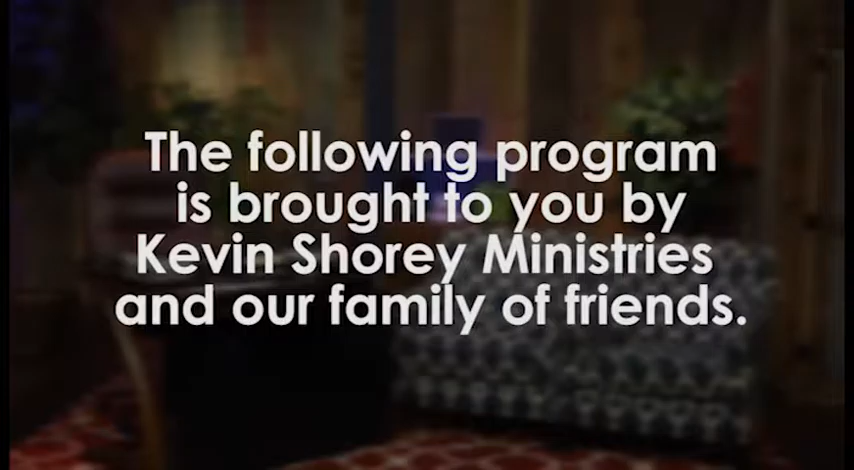 The following program
is brought to you by
Kevin Shorey Ministries
and our family of friends.